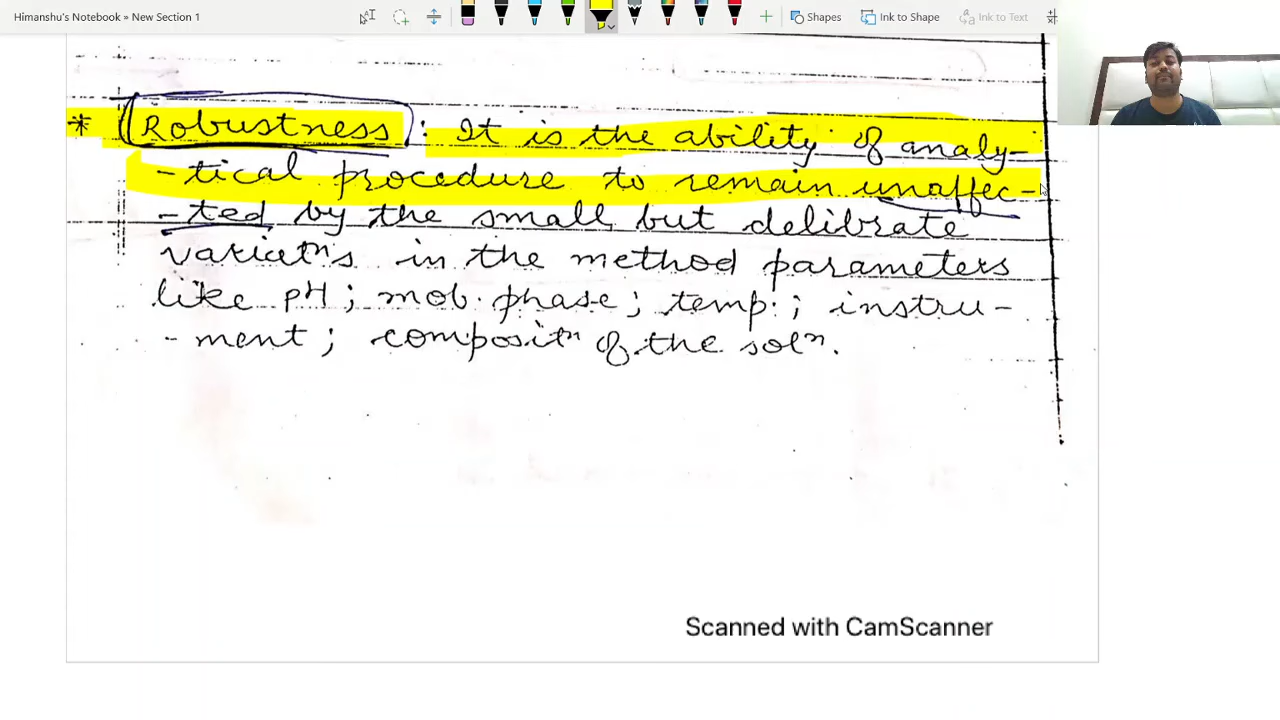 Himanshu's Notebook » New Section 1
Shapes
Ink to Shape
Ink to Text
* Robustness : It is the ability of analy-
-tical procedure to remain unaffec-
-ted by the small but delibrate
variatⁿs in the method parameters
like pH ; mob. phase ; temp. ; instru-
-ment ; compositⁿ of the solⁿ.
Scanned with CamScanner